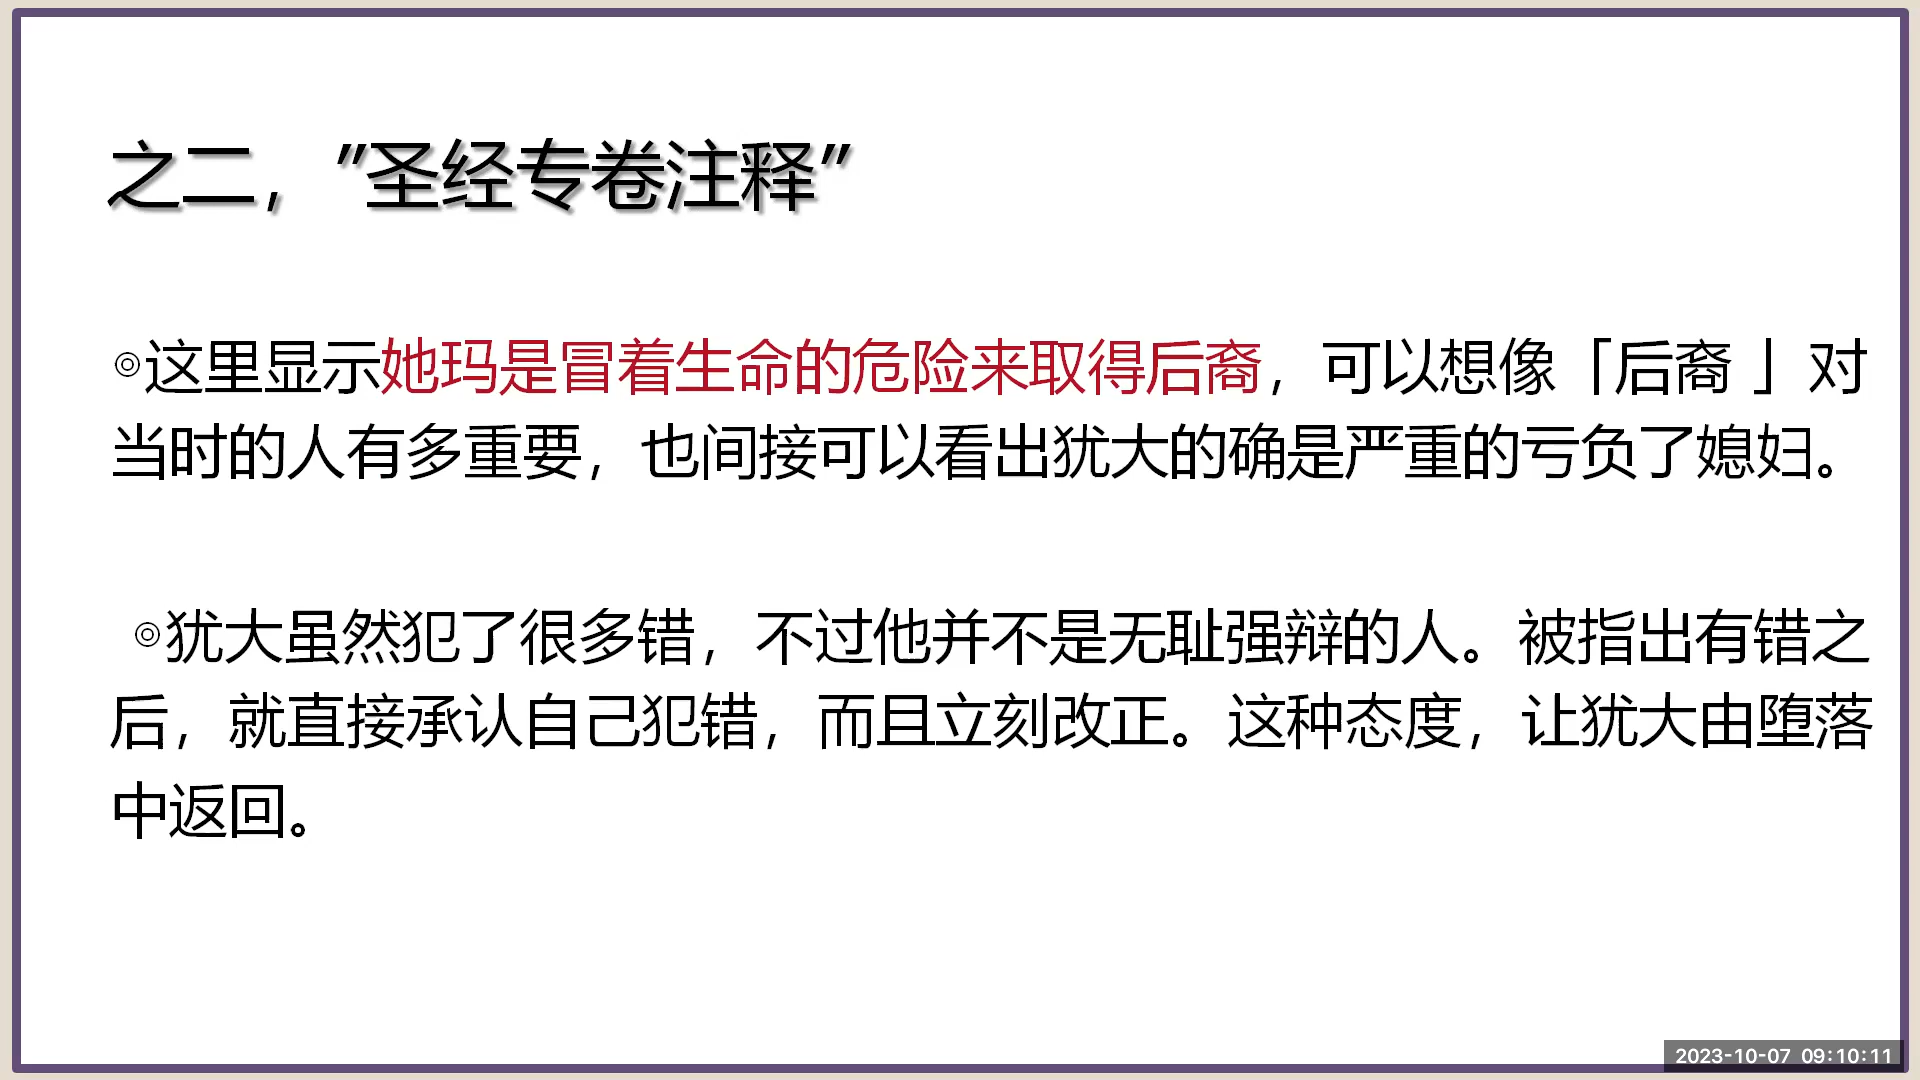 之二，"圣经专卷注释"
◎这里显示她玛是冒着生命的危险来取得后裔，可以想像「后裔 」对
当时的人有多重要，也间接可以看出犹大的确是严重的亏负了媳妇。
◎犹大虽然犯了很多错，不过他并不是无耻强辩的人。被指出有错之
后，就直接承认自己犯错，而且立刻改正。这种态度，让犹大由堕落
中返回。
2023-10-07 09:10:11